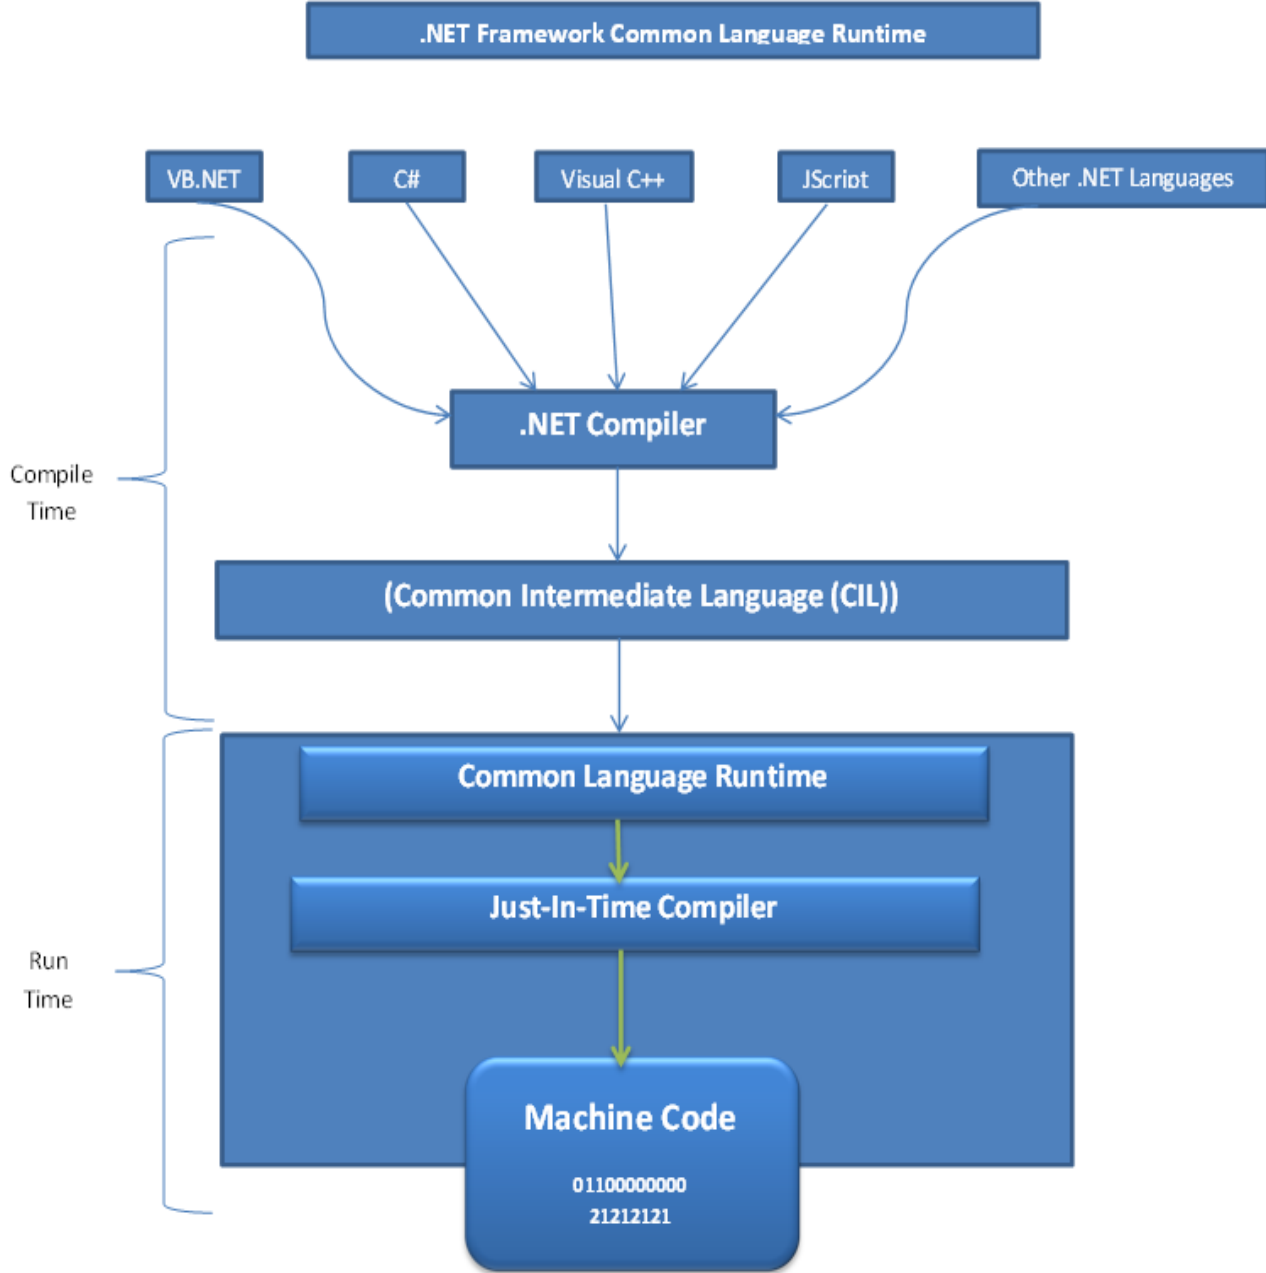 .NET Framework Common Language Runtime
VB.NET
C#
Visual C++
JScript
Other .NET Languages
.NET Compiler
Compile
Time
(Common Intermediate Language (CIL))
Common Language Runtime
Just-In-Time Compiler
Run
Time
Machine Code
01100000000
21212121